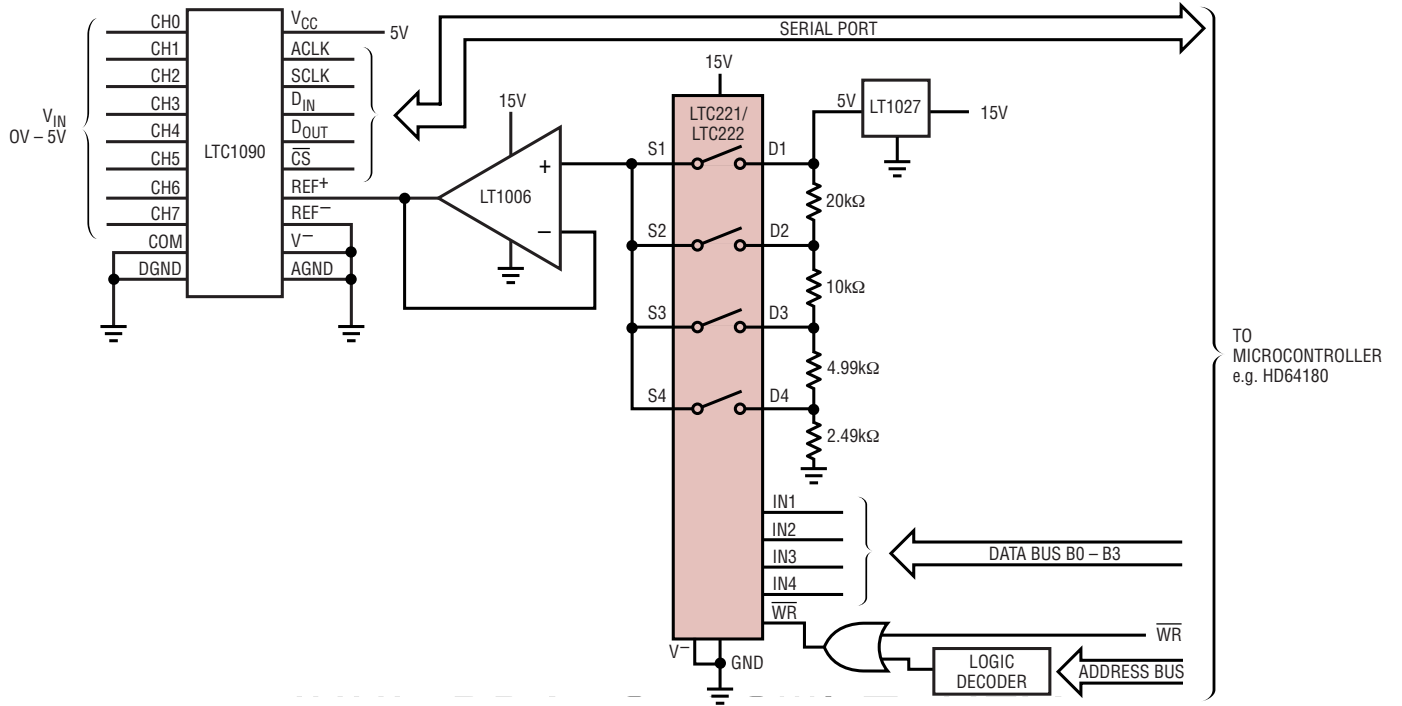 CH0
CH1
CH2
CH3
CH4
CH5
CH6
CH7
COM
DGND
VIN
0V – 5V
LTC1090
VCC
ACLK
SCLK
DIN
DOUT
CS
REF+
REF–
V–
AGND
5V
SERIAL PORT
15V
LT1006
+
–
15V
LTC221/
LTC222
S1
S2
S3
S4
D1
D2
D3
D4
5V
LT1027
15V
20kΩ
10kΩ
4.99kΩ
2.49kΩ
IN1
IN2
IN3
IN4
WR
V–
GND
DATA BUS B0 – B3
WR
LOGIC
DECODER
ADDRESS BUS
TO
MICROCONTROLLER
e.g. HD64180